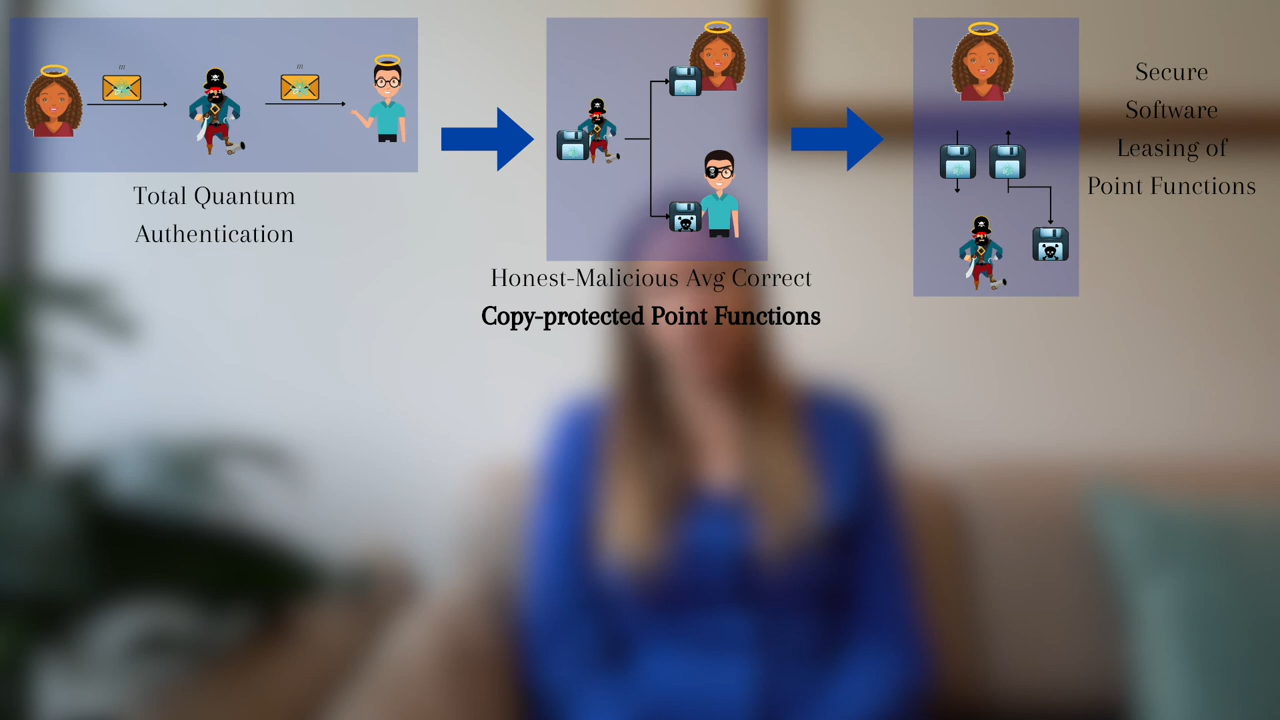 m
m
Total Quantum
Authentication
Honest-Malicious Avg Correct
Copy-protected Point Functions
Secure
Software
Leasing of
Point Functions